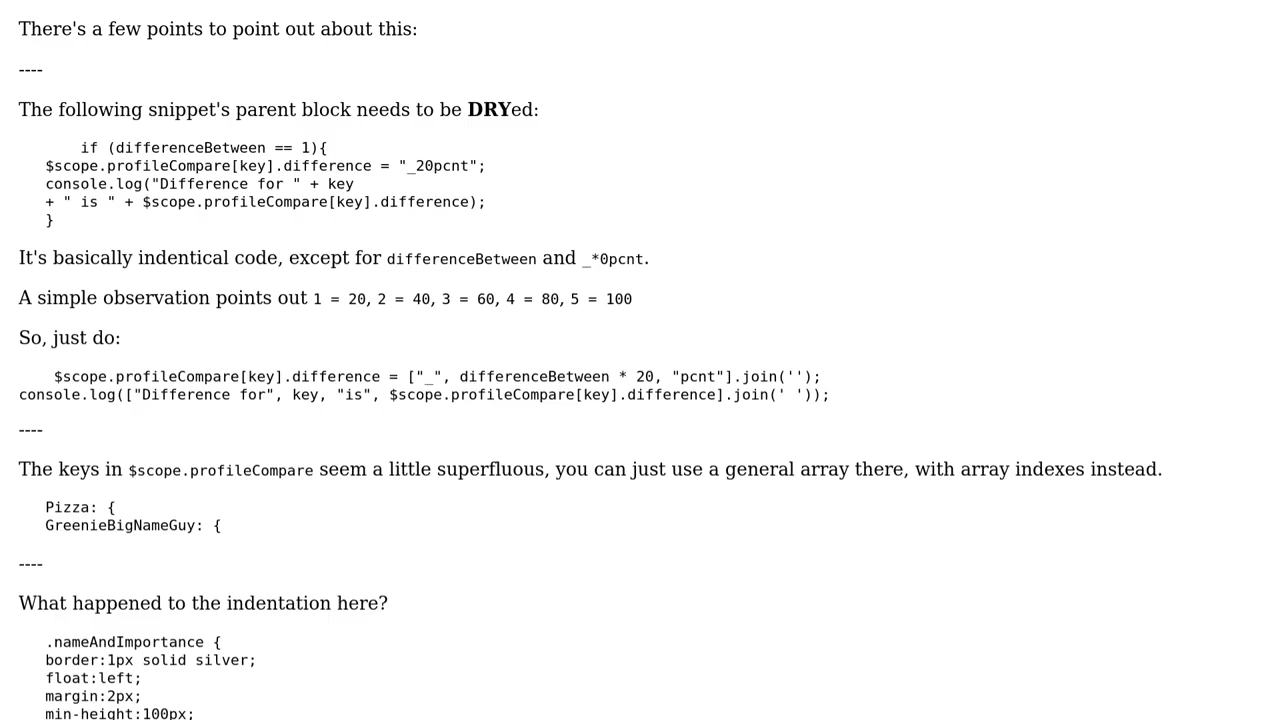 There's a few points to point out about this:
----
The following snippet's parent block needs to be DRYed:
if (differenceBetween == 1){
$scope.profileCompare[key].difference = "_20pcnt";
console.log("Difference for " + key
+ " is " + $scope.profileCompare[key].difference);
}
It's basically indentical code, except for differenceBetween and _*0pcnt.
A simple observation points out 1 = 20, 2 = 40, 3 = 60, 4 = 80, 5 = 100
So, just do:
$scope.profileCompare[key].difference = ["_", differenceBetween * 20, "pcnt"].join('');
console.log(["Difference for", key, "is", $scope.profileCompare[key].difference].join(' '));
----
The keys in $scope.profileCompare seem a little superfluous, you can just use a general array there, with array indexes instead.
Pizza: {
GreenieBigNameGuy: {
----
What happened to the indentation here?
.nameAndImportance {
border:1px solid silver;
float:left;
margin:2px;
min-height:100px;